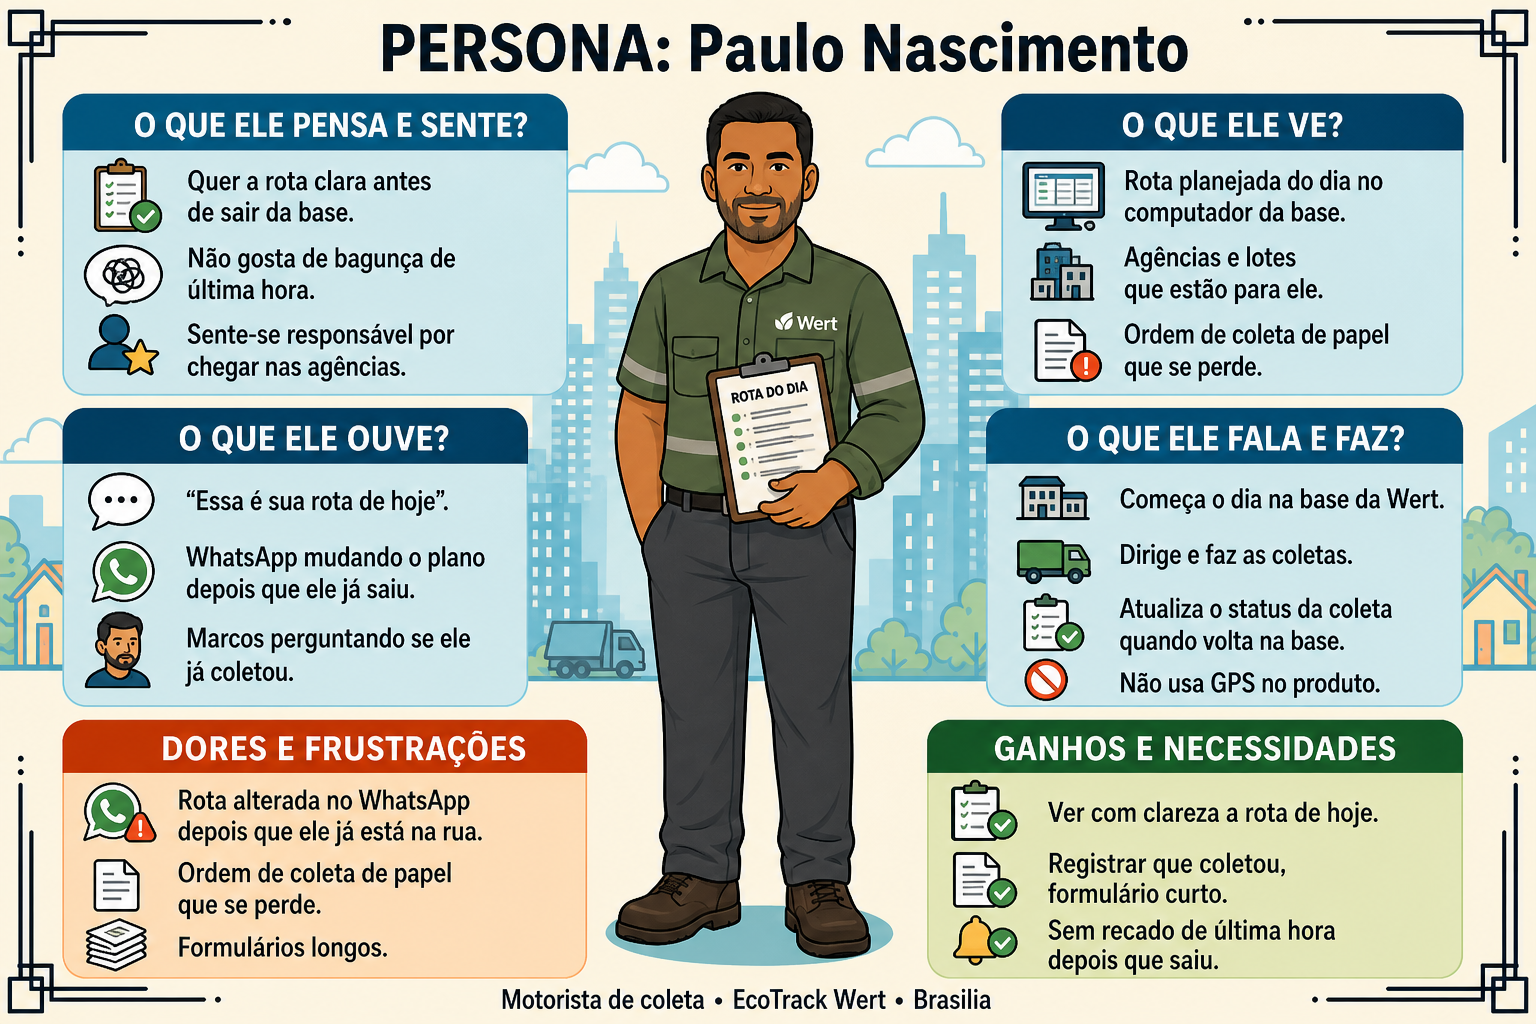 PERSONA: Paulo Nascimento
O QUE ELE PENSA E SENTE?
Quer a rota clara antes
de sair da base.
Não gosta de bagunça de
última hora.
Sente-se responsável por
chegar nas agências.
O QUE ELE VE?
Rota planejada do dia no
computador da base.
Agências e lotes
que estão para ele.
Ordem de coleta de papel
que se perde.
Wert
ROTA DO DIA
O QUE ELE OUVE?
“Essa é sua rota de hoje”.
WhatsApp mudando o plano
depois que ele já saiu.
Marcos perguntando se ele
já coletou.
O QUE ELE FALA E FAZ?
Começa o dia na base da Wert.
Dirige e faz as coletas.
Atualiza o status da coleta
quando volta na base.
Não usa GPS no produto.
DORES E FRUSTRAÇÕES
Rota alterada no WhatsApp
depois que ele já está na rua.
Ordem de coleta de papel
que se perde.
Formulários longos.
GANHOS E NECESSIDADES
Ver com clareza a rota de hoje.
Registrar que coletou,
formulário curto.
Sem recado de última hora
depois que saiu.
Motorista de coleta • EcoTrack Wert • Brasilia